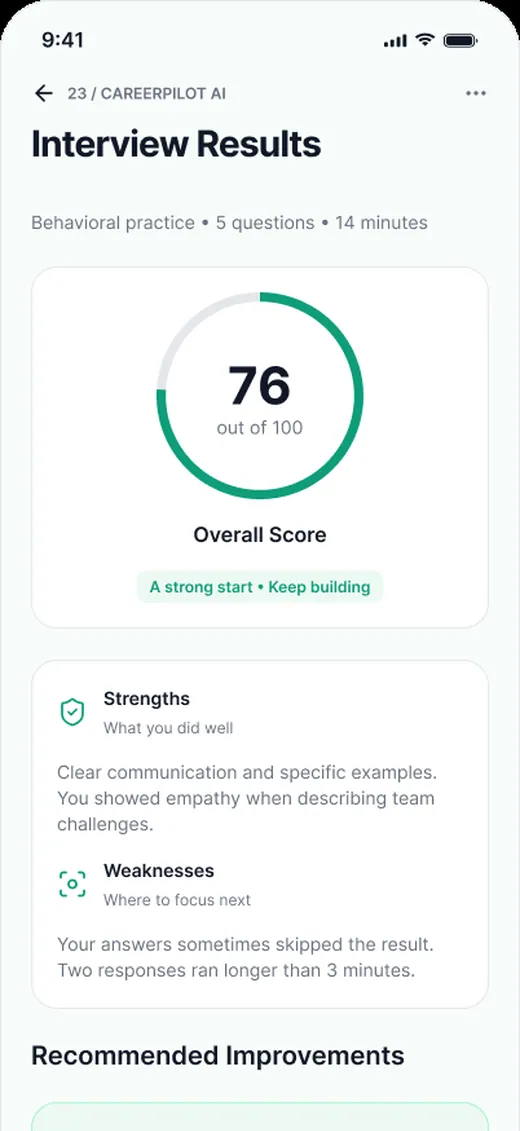 9:41
23 / CAREERPILOT AI
Interview Results
Behavioral practice • 5 questions • 14 minutes
76
out of 100
Overall Score
A strong start • Keep building
Strengths
What you did well
Clear communication and specific examples.
You showed empathy when describing team
challenges.
Weaknesses
Where to focus next
Your answers sometimes skipped the result.
Two responses ran longer than 3 minutes.
Recommended Improvements